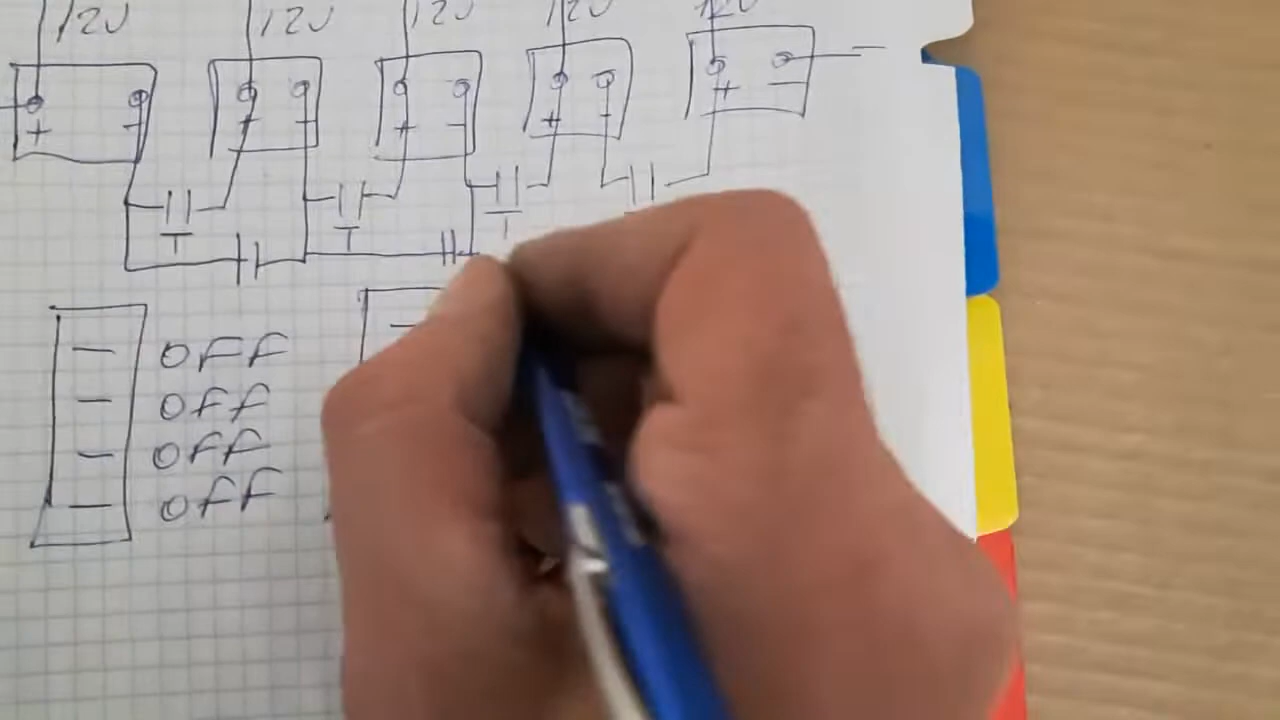 12V 12V 12V 12V 12V
+ - + - + - + - + -
T T T
off
off
off
off